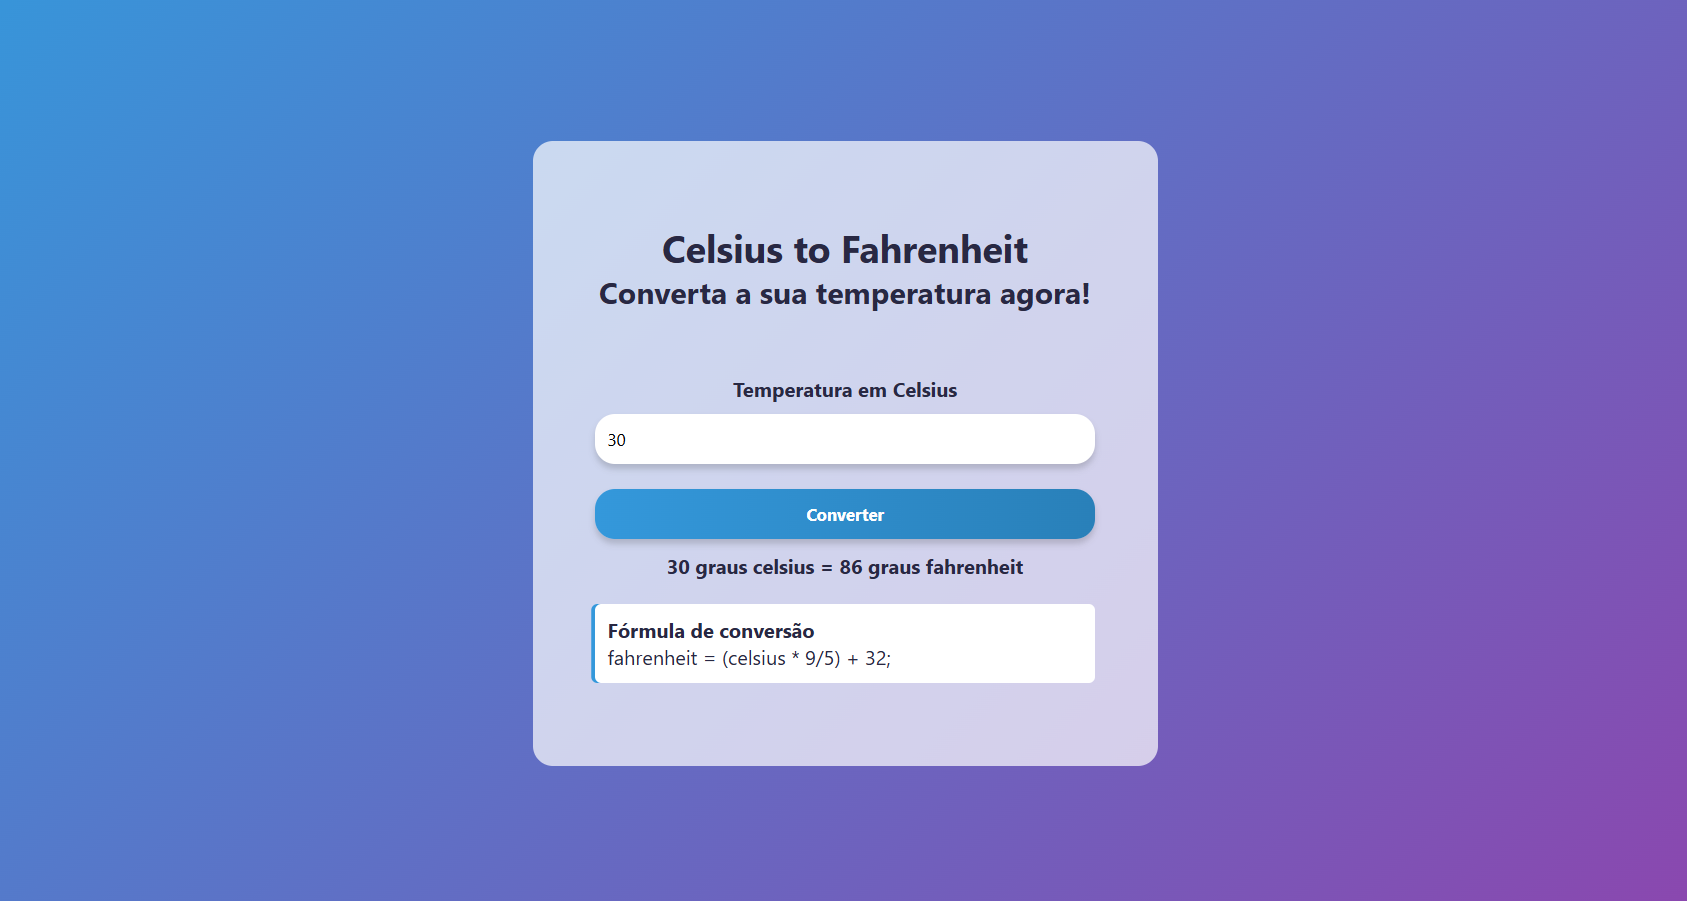 Celsius to Fahrenheit
Converta a sua temperatura agora!
Temperatura em Celsius
30
Converter
30 graus celsius = 86 graus fahrenheit
Fórmula de conversão
fahrenheit = (celsius * 9/5) + 32;